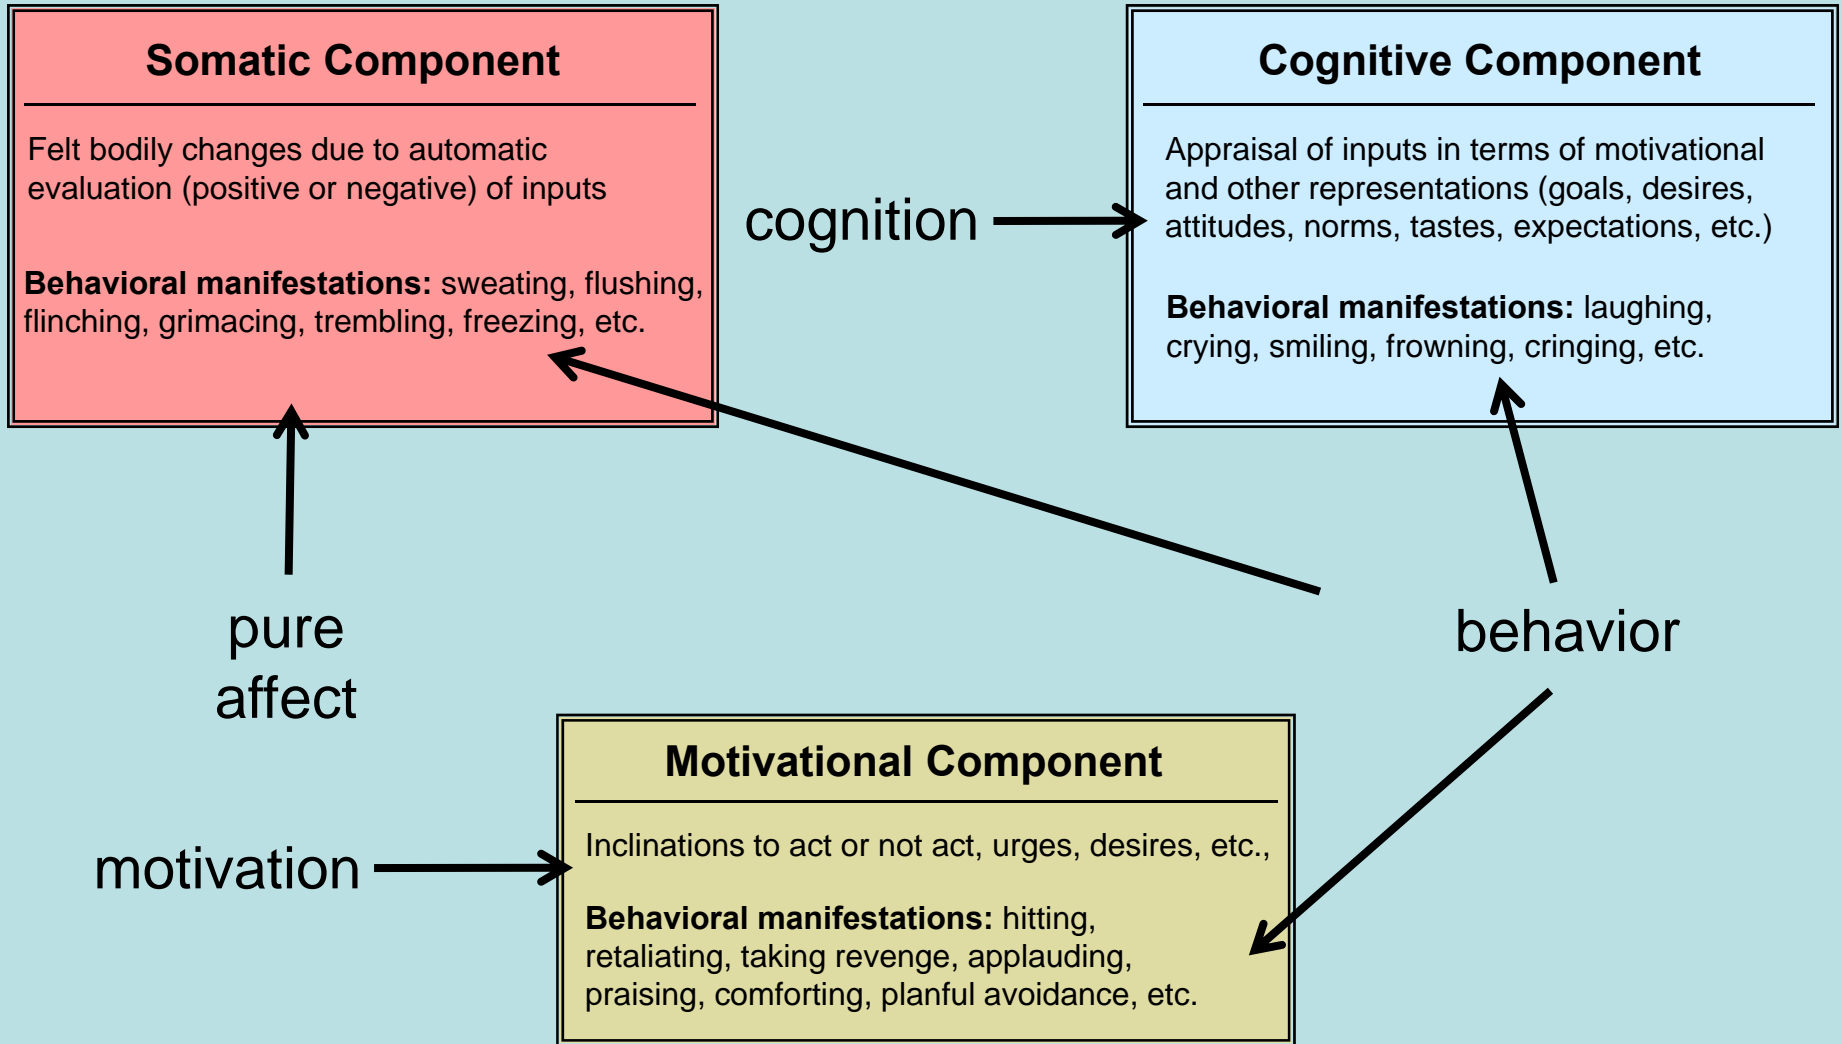 Somatic Component
Felt bodily changes due to automatic
evaluation (positive or negative) of inputs
Behavioral manifestations: sweating, flushing,
flinching, grimacing, trembling, freezing, etc.
cognition
Cognitive Component
Appraisal of inputs in terms of motivational
and other representations (goals, desires,
attitudes, norms, tastes, expectations, etc.)
Behavioral manifestations: laughing,
crying, smiling, frowning, cringing, etc.
pure
affect
behavior
motivation
Motivational Component
Inclinations to act or not act, urges, desires, etc.,
Behavioral manifestations: hitting,
retaliating, taking revenge, applauding,
praising, comforting, planful avoidance, etc.